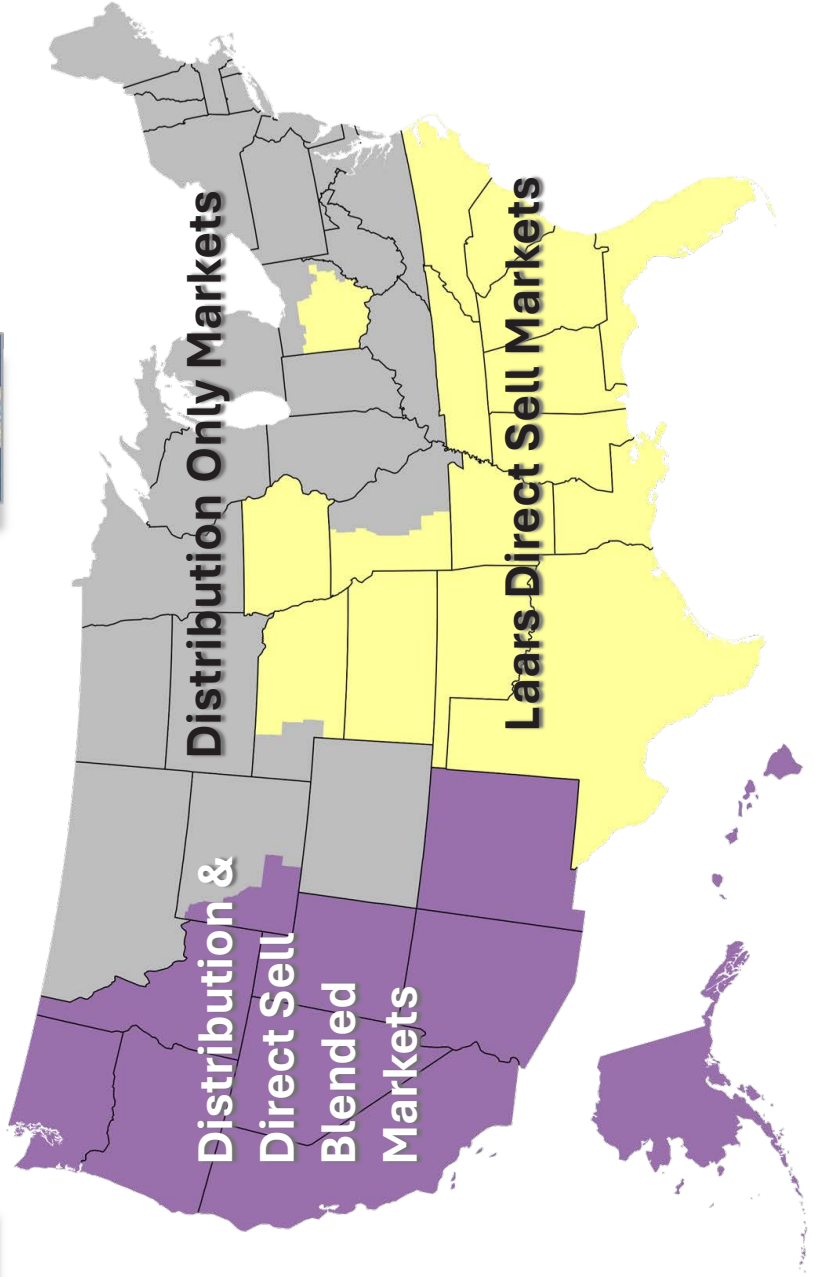 Distribution Only Markets
Laars Direct Sell Markets
Distribution &
Direct Sell
Blended
Markets